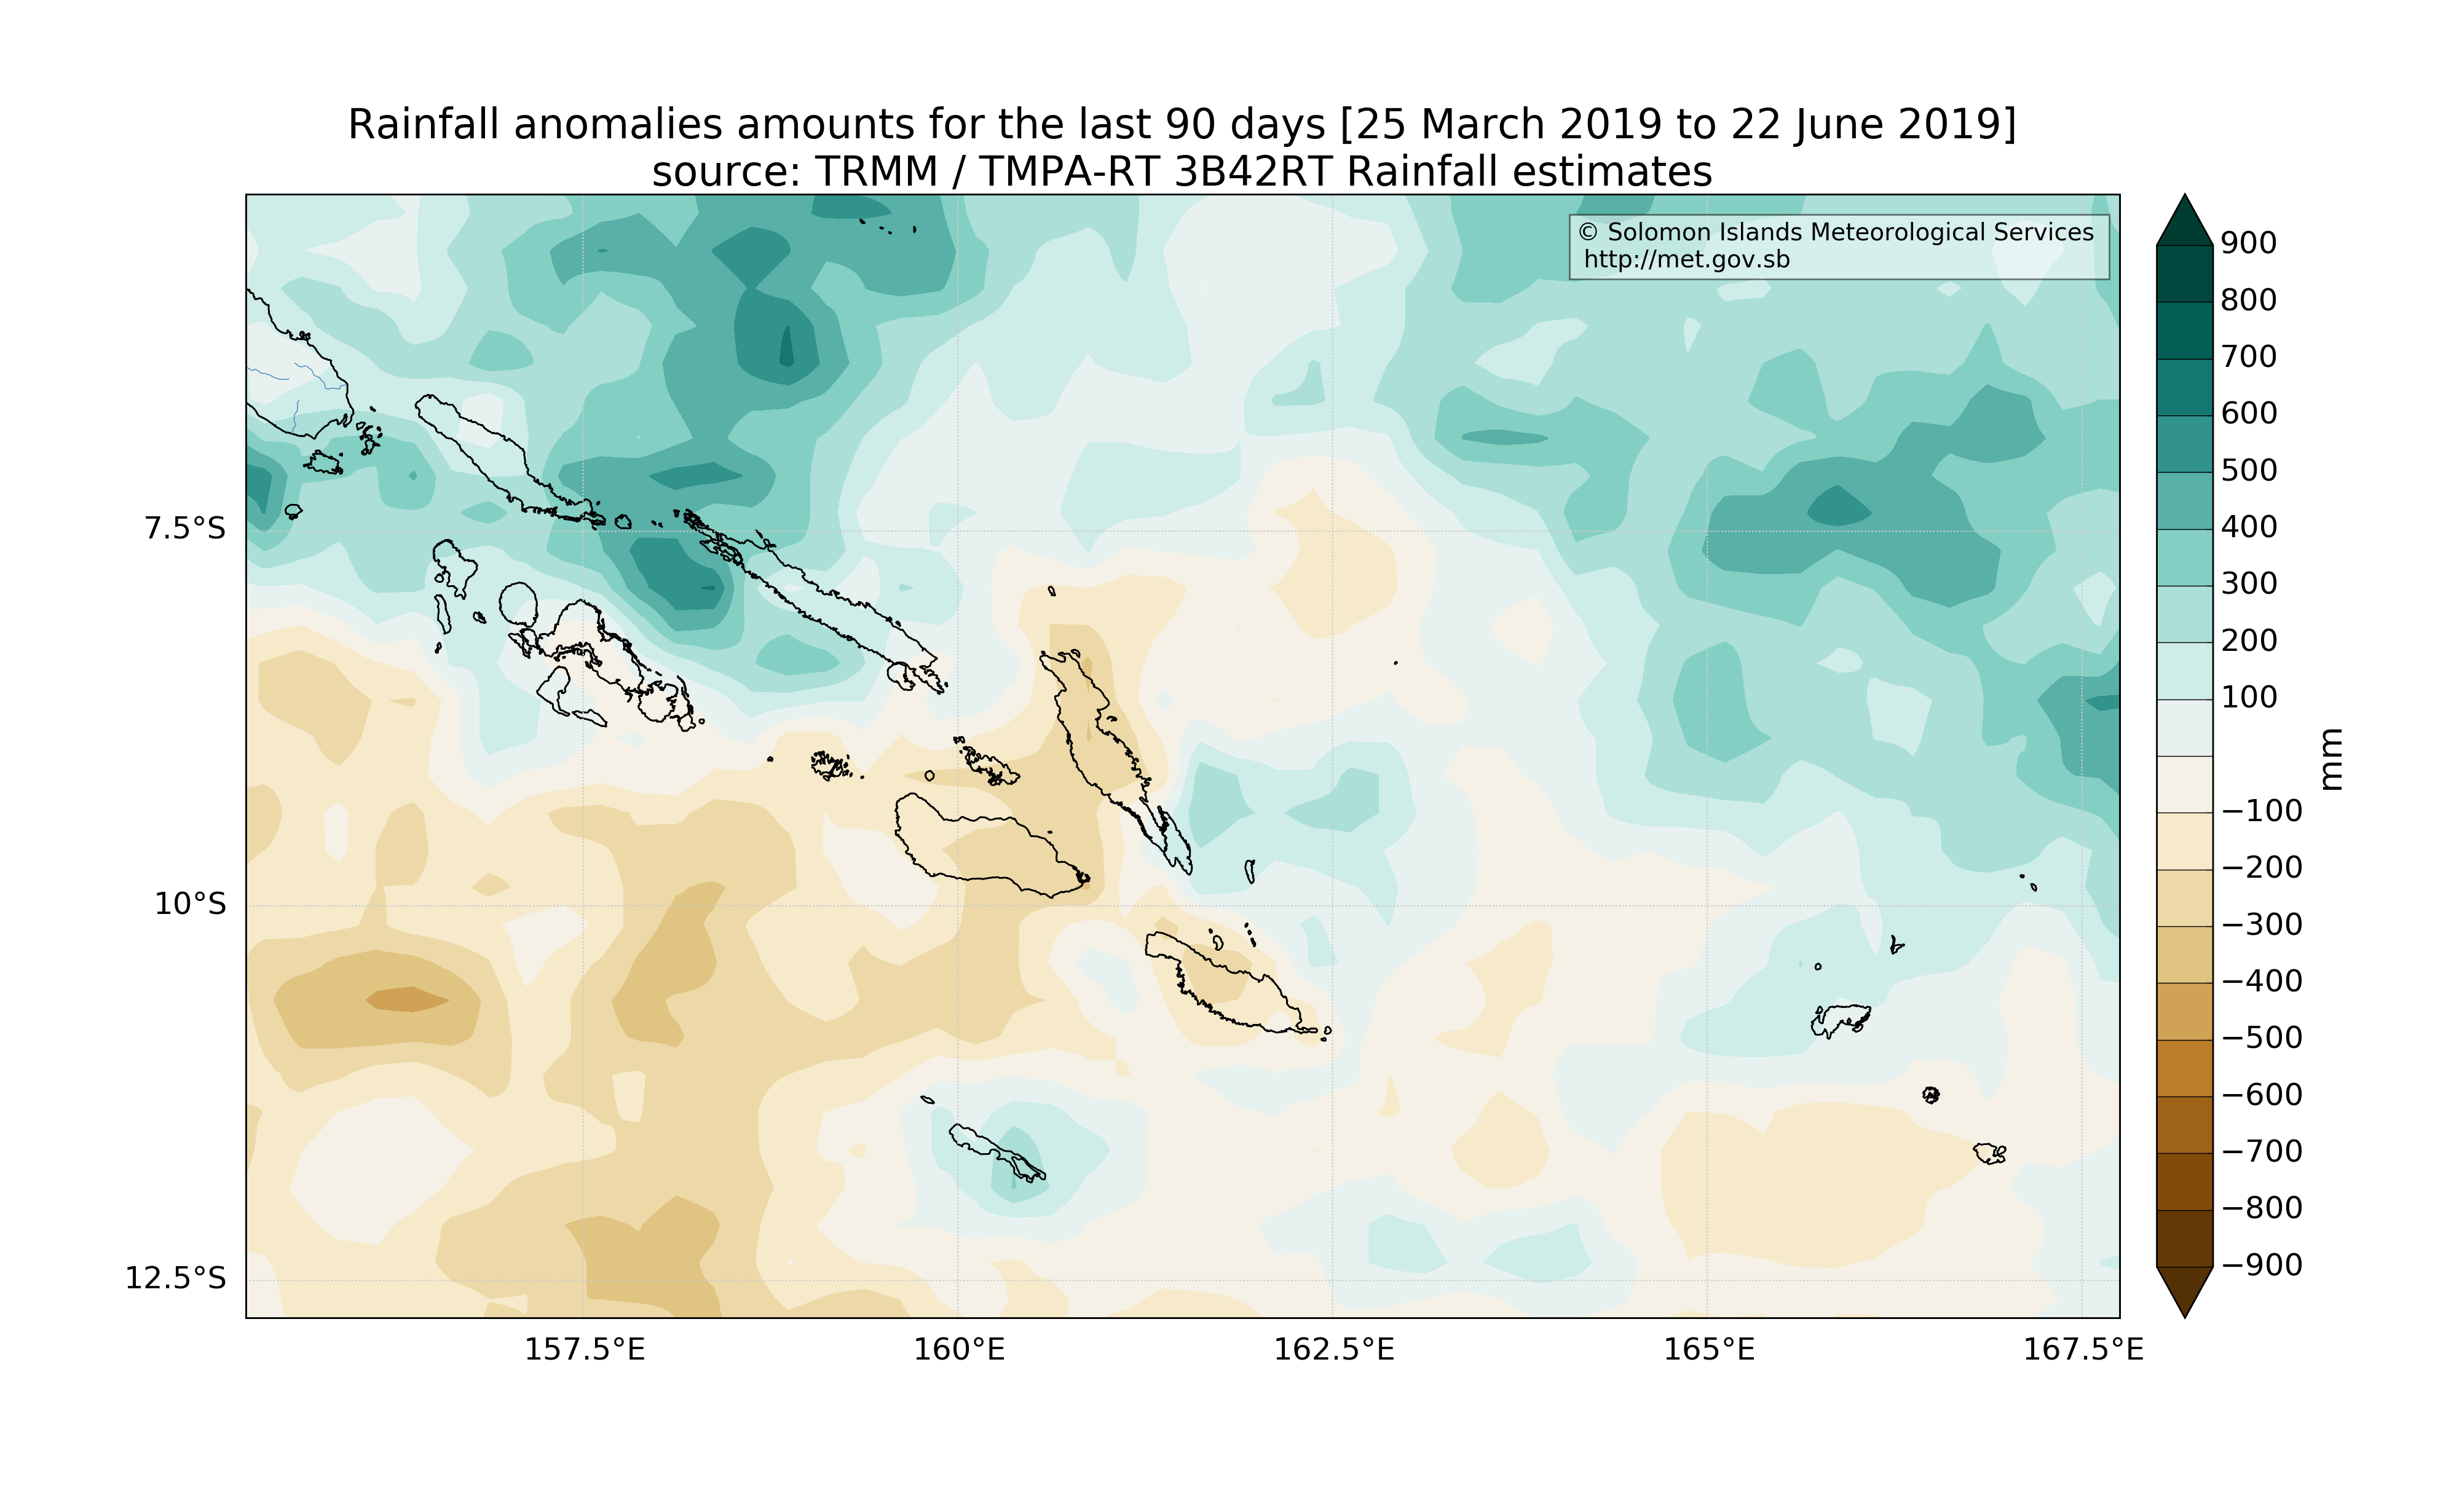 Rainfall anomalies amounts for the last 90 days [25 March 2019 to 22 June 2019]
source: TRMM / TMPA-RT 3B42RT Rainfall estimates
© Solomon Islands Meteorological Services
http://met.gov.sb
7.5°S
10°S
12.5°S
157.5°E
160°E
162.5°E
165°E
167.5°E
900
800
700
600
500
400
300
200
100
−100
−200
−300
−400
−500
−600
−700
−800
−900
mm